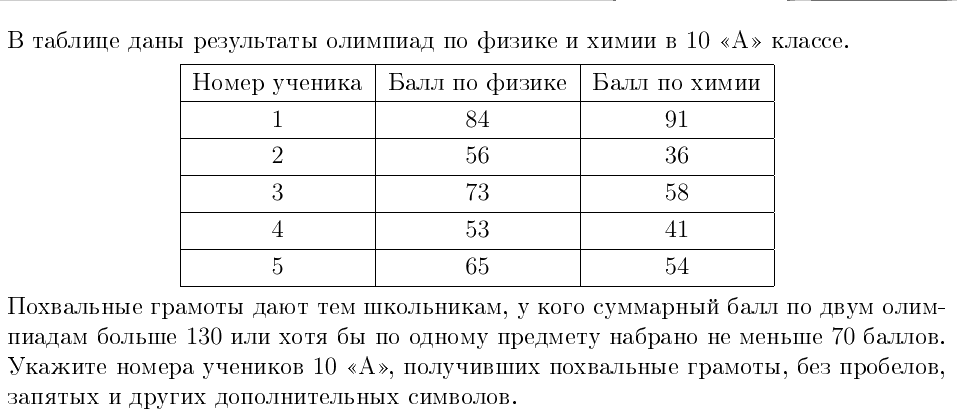 В таблице даны результаты олимпиад по физике и химии в 10 «А» классе.
Номер ученика Балл по физике Балл по химии
1 84 91
2 56 36
3 73 58
4 53 41
5 65 54
Похвальные грамоты дают тем школьникам, у кого суммарный балл по двум олим-
пиадам больше 130 или хотя бы по одному предмету набрано не меньше 70 баллов.
Укажите номера учеников 10 «А», получивших похвальные грамоты, без пробелов,
запятых и других дополнительных символов.